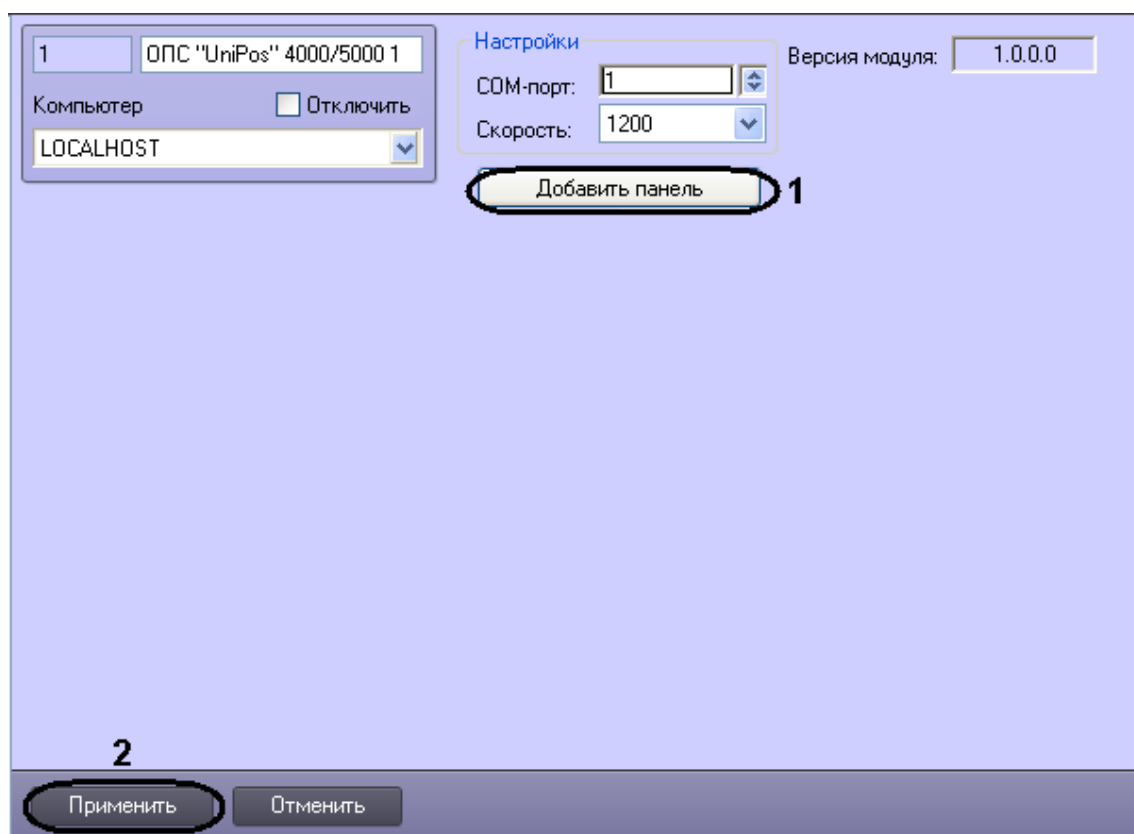 1
ОПС "UniPos" 4000/5000 1
Компьютер
Отключить
LOCALHOST
Настройки
COM-порт:
1
Скорость:
1200
Версия модуля:
1.0.0.0
Добавить панель
1
2
Применить
Отменить